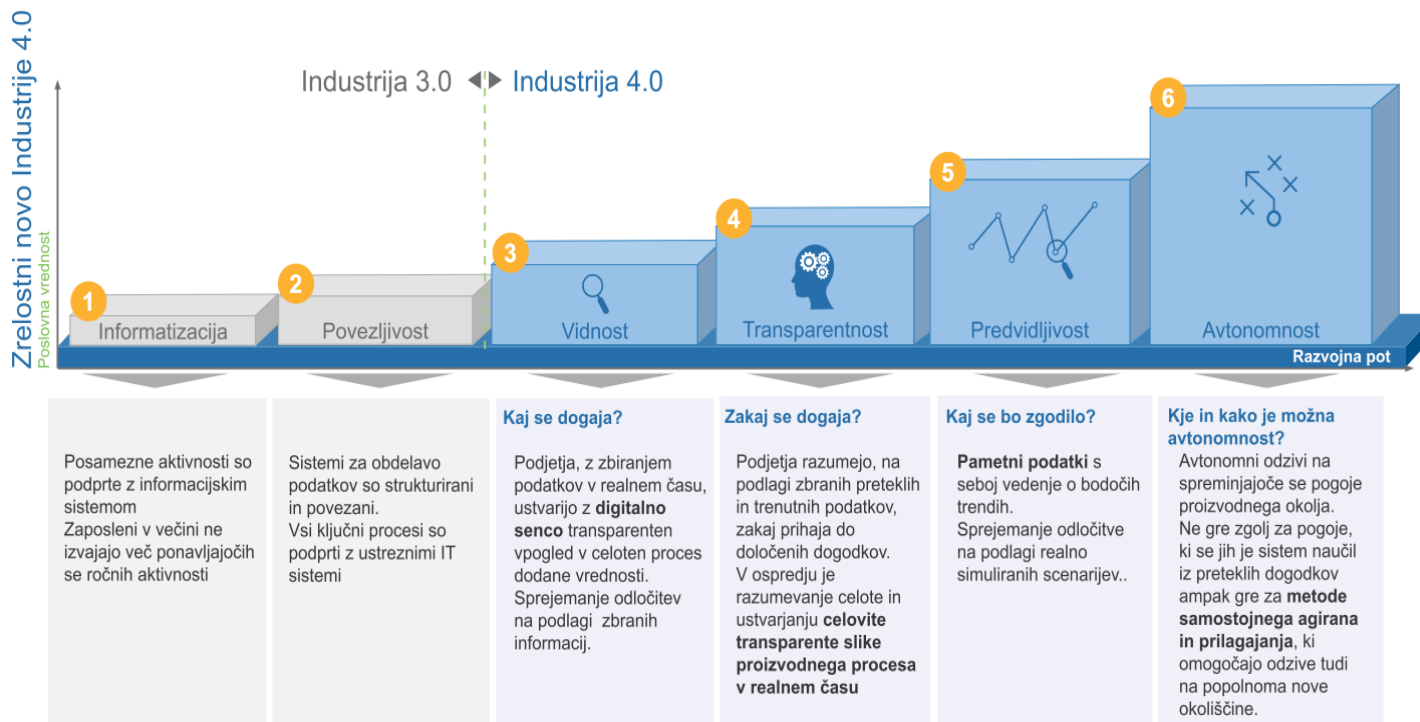 Zrelostni novo Industrije 4.0
Poslovna vrednost
Industrija 3.0
Industrija 4.0
1
Informatizacija
2
Povezljivost
3
Vidnost
4
Transparentnost
5
Predvidljivost
6
Avtonomnost
Razvojna pot
Posamezne aktivnosti so
podprte z informacijskim
sistemom
Zaposleni v večini ne
izvajajo več ponavljajočih
se ročnih aktivnosti
Sistemi za obdelavo
podatkov so strukturirani
in povezani.
Vsi ključni procesi so
podprti z ustreznimi IT
sistemi
Kaj se dogaja?
Podjetja, z zbiranjem
podatkov v realnem času,
ustvarijo z digitalno
senco transparenten
vpogled v celoten proces
dodane vrednosti.
Sprejemanje odločitev
na podlagi zbranih
informacij.
Zakaj se dogaja?
Podjetja razumejo, na
podlagi zbranih preteklih
in trenutnih podatkov,
zakaj prihaja do
določenih dogodkov.
V ospredju je
razumevanje celote in
ustvarjanju celovite
transparente slike
proizvodnega procesa
v realnem času
Kaj se bo zgodilo?
Pametni podatki s
seboj vedenje o bodočih
trendih.
Sprejemanje odločitve
na podlagi realno
simuliranih scenarijev..
Kje in kako je možna
avtonomnost?
Avtonomni odzivi na
spreminjajoče se pogoje
proizvodnega okolja.
Ne gre zgolj za pogoje,
ki se jih je sistem naučil
iz preteklih dogodkov
ampak gre za metode
samostojnega agirana
in prilagajanja, ki
omogočajo odzive tudi
na popolnoma nove
okoliščine.